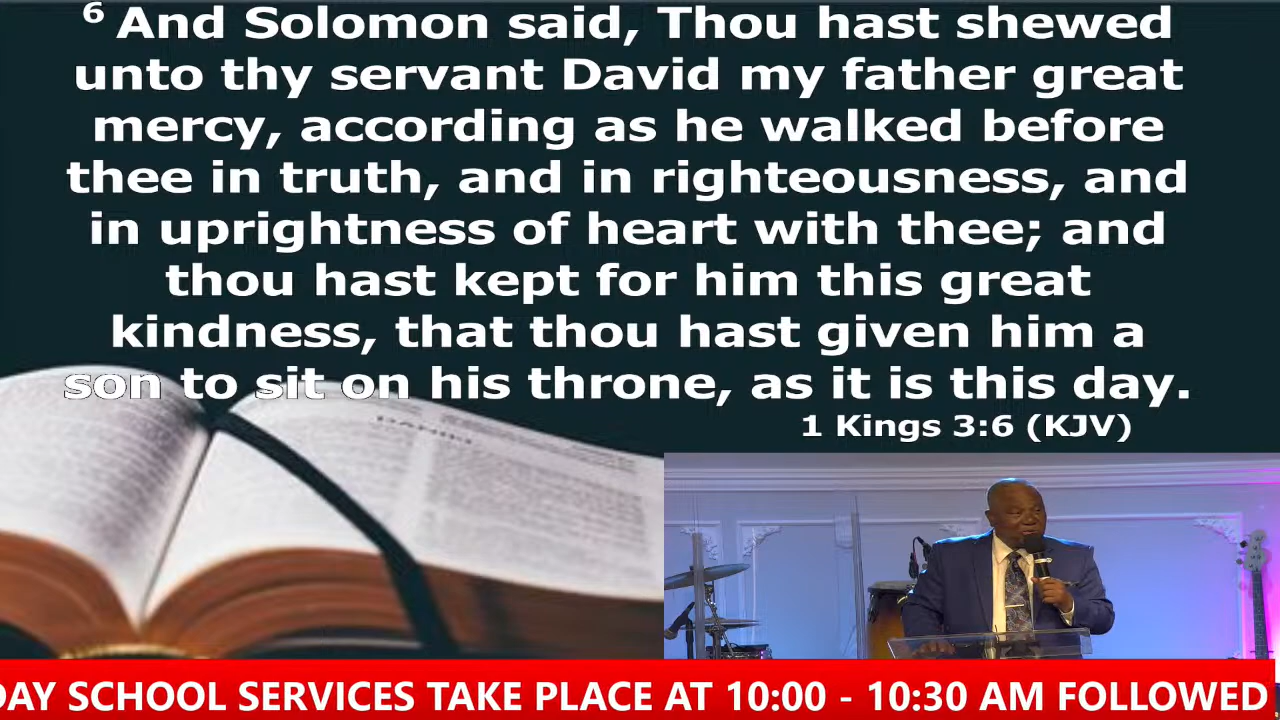 6 And Solomon said, Thou hast shewed
unto thy servant David my father great
mercy, according as he walked before
thee in truth, and in righteousness, and
in uprightness of heart with thee; and
thou hast kept for him this great
kindness, that thou hast given him a
son to sit on his throne, as it is this day.
1 Kings 3:6 (KJV)
DANIEL
DAY SCHOOL SERVICES TAKE PLACE AT 10:00 - 10:30 AM FOLLOWED